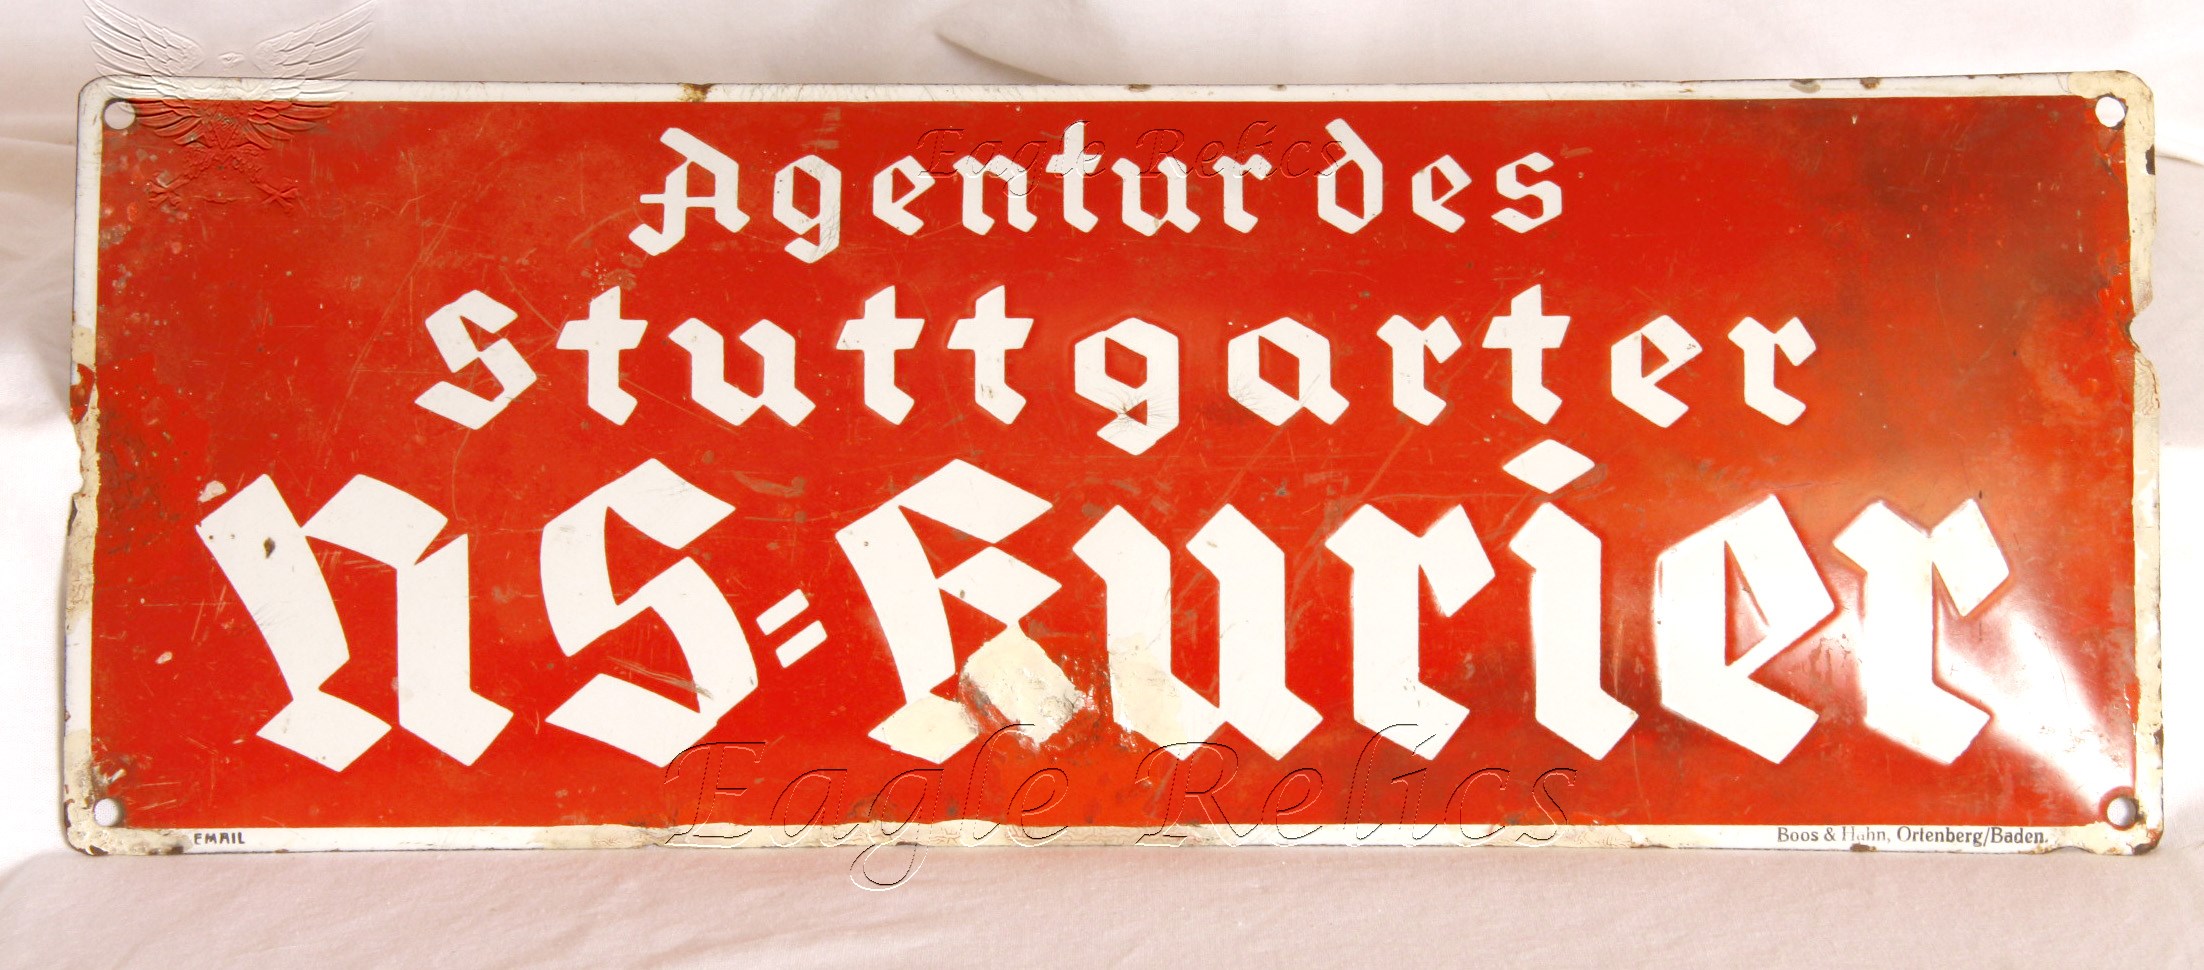 Agentur des
Stuttgarter
NS=Kurier
EMAIL
Boos & Hahn, Ortenberg/Baden.
Eagle Relics
Eagle Relics